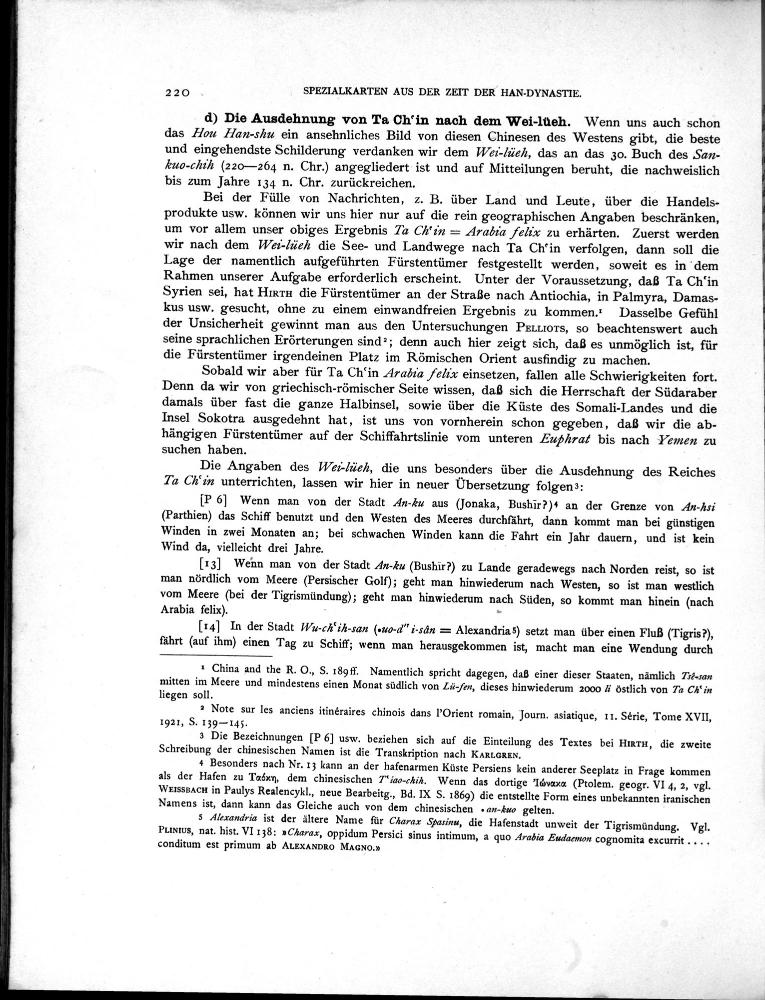 220 SPEZIALKARTEN AUS DER ZEIT DER HAN-DYNASTIE.
d) Die Ausdehnung von Ta Chʻin nach dem Wei-lüeh. Wenn uns auch schon
das Hou Han-shu ein ansehnliches Bild von diesen Chinesen des Westens gibt, die beste
und eingehendste Schilderung verdanken wir dem Wei-lüeh, das an das 30. Buch des San-
kuo-chih (220—264 n. Chr.) angegliedert ist und auf Mitteilungen beruht, die nachweislich
bis zum Jahre 134 n. Chr. zurückreichen.
Bei der Fülle von Nachrichten, z. B. über Land und Leute, über die Handels-
produkte usw. können wir uns hier nur auf die rein geographischen Angaben beschränken,
um vor allem unser obiges Ergebnis Ta Chʻin = Arabia felix zu erhärten. Zuerst werden
wir nach dem Wei-lüeh die See- und Landwege nach Ta Chʻin verfolgen, dann soll die
Lage der namentlich aufgeführten Fürstentümer festgestellt werden, soweit es in dem
Rahmen unserer Aufgabe erforderlich erscheint. Unter der Voraussetzung, daß Ta Chʻin
Syrien sei, hat HIRTH die Fürstentümer an der Straße nach Antiochia, in Palmyra, Damas-
kus usw. gesucht, ohne zu einem einwandfreien Ergebnis zu kommen.¹ Dasselbe Gefühl
der Unsicherheit gewinnt man aus den Untersuchungen PELLIOTS, so beachtenswert auch
seine sprachlichen Erörterungen sind²; denn auch hier zeigt sich, daß es unmöglich ist, für
die Fürstentümer irgendeinen Platz im Römischen Orient ausfindig zu machen.
Sobald wir aber für Ta Chʻin Arabia felix einsetzen, fallen alle Schwierigkeiten fort.
Denn da wir von griechisch-römischer Seite wissen, daß sich die Herrschaft der Südaraber
damals über fast die ganze Halbinsel, sowie über die Küste des Somali-Landes und die
Insel Sokotra ausgedehnt hat, ist uns von vornherein schon gegeben, daß wir die ab-
hängigen Fürstentümer auf der Schiffahrtslinie vom unteren Euphrat bis nach Yemen zu
suchen haben.
Die Angaben des Wei-lüeh, die uns besonders über die Ausdehnung des Reiches
Ta Chʻin unterrichten, lassen wir hier in neuer Übersetzung folgen³:
[P 6] Wenn man von der Stadt An-ku aus (Jonaka, Bushīr?)⁴ an der Grenze von An-hsi
(Parthien) das Schiff benutzt und den Westen des Meeres durchfährt, dann kommt man bei günstigen
Winden in zwei Monaten an; bei schwachen Winden kann die Fahrt ein Jahr dauern, und ist kein
Wind da, vielleicht drei Jahre.
[13] Wenn man von der Stadt An-ku (Bushīr?) zu Lande geradewegs nach Norden reist, so ist
man nördlich vom Meere (Persischer Golf); geht man hinwiederum nach Westen, so ist man westlich
vom Meere (bei der Tigrismündung); geht man hinwiederum nach Süden, so kommt man hinein (nach
Arabia felix).
[14] In der Stadt Wu-chʻih-san (•uo-d'' i-sân = Alexandria⁵) setzt man über einen Fluß (Tigris?),
fährt (auf ihm) einen Tag zu Schiff; wenn man herausgekommen ist, macht man eine Wendung durch
¹ China and the R. O., S. 189ff. Namentlich spricht dagegen, daß einer dieser Staaten, nämlich Tsê-san
mitten im Meere und mindestens einen Monat südlich von Lü-fen, dieses hinwiederum 2000 li östlich von Ta Chʻin
liegen soll.
² Note sur les anciens itinéraires chinois dans l'Orient romain, Journ. asiatique, 11. Série, Tome XVII,
1921, S. 139—145.
³ Die Bezeichnungen [P 6] usw. beziehen sich auf die Einteilung des Textes bei HIRTH, die zweite
Schreibung der chinesischen Namen ist die Transkription nach KARLGREN.
⁴ Besonders nach Nr. 13 kann an der hafenarmen Küste Persiens kein anderer Seeplatz in Frage kommen
als der Hafen zu Ταόκη, dem chinesischen Tʻiao-chih. Wenn das dortige Ἰώνακα (Ptolem. geogr. VI 4, 2, vgl.
WEISSBACH in Paulys Realencykl., neue Bearbeitg., Bd. IX S. 1869) die entstellte Form eines unbekannten iranischen
Namens ist, dann kann das Gleiche auch von dem chinesischen •an-kuo gelten.
⁵ Alexandria ist der ältere Name für Charax Spasinu, die Hafenstadt unweit der Tigrismündung. Vgl.
PLINIUS, nat. hist. VI 138: »Charax, oppidum Persici sinus intimum, a quo Arabia Eudaemon cognomita excurrit ....
conditum est primum ab ALEXANDRO MAGNO.»